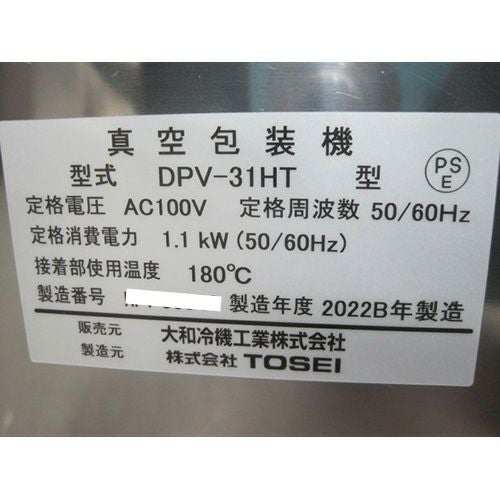 真空包装機
型式 DPV-31HT 型 PS E
定格電圧 AC100V 定格周波数 50/60Hz
定格消費電力 1.1 kW (50/60Hz)
接着部使用温度 180℃
製造番号 製造年度 2022B年製造
販売元 大和冷機工業株式会社
製造元 株式会社 TOSEI